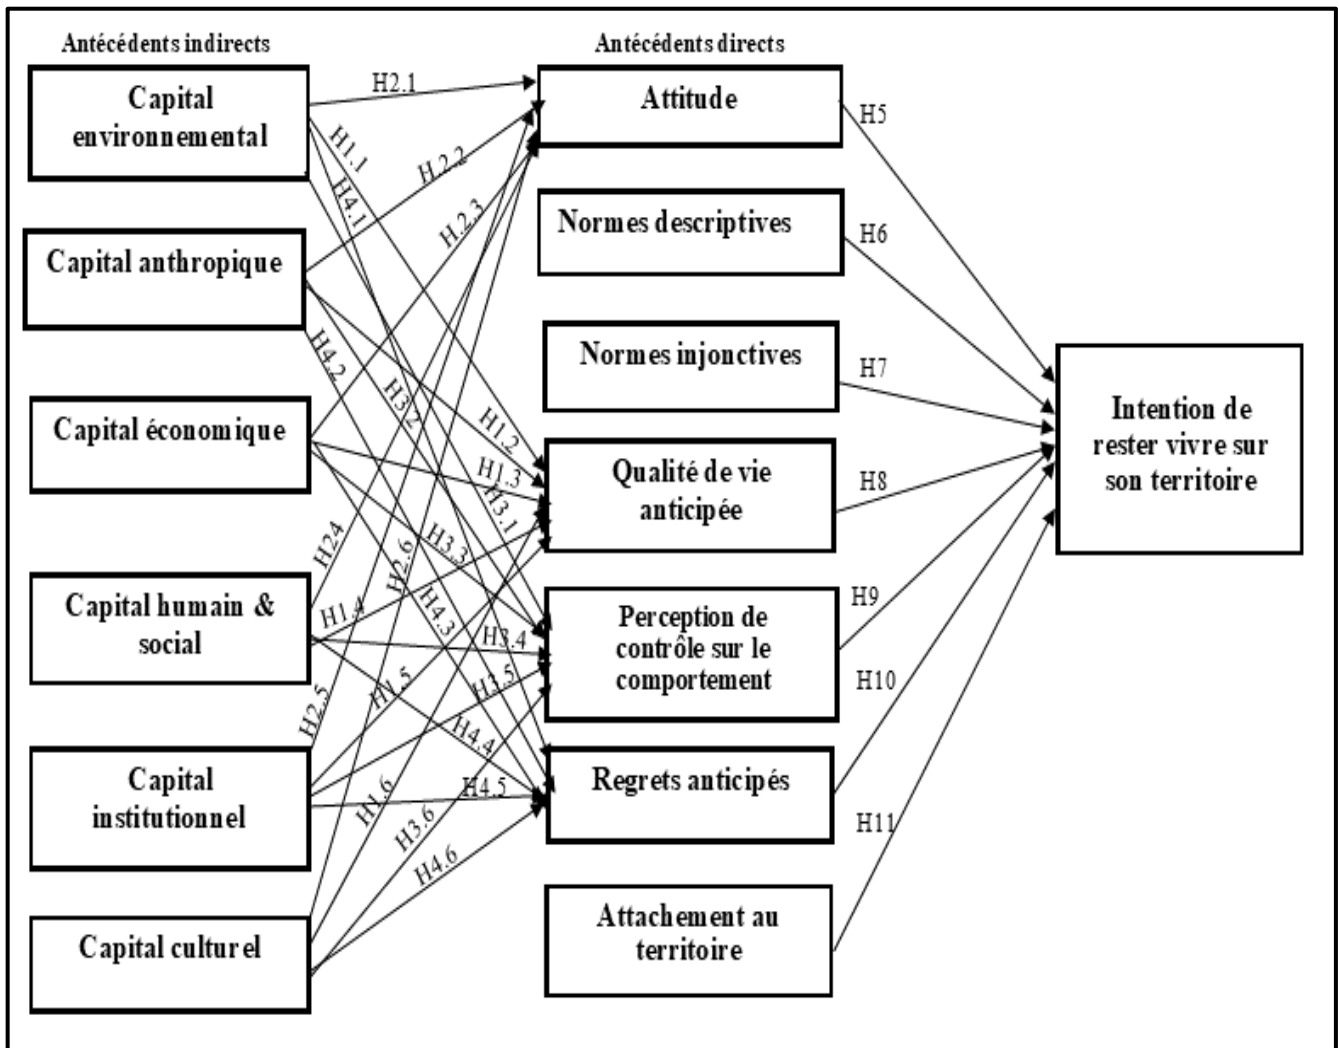 Antécédents indirects
Antécédents directs
Capital
environnemental
Capital anthropique
Capital économique
Capital humain &
social
Capital
institutionnel
Capital culturel
H2.1
H1.1
H4.1
H.2.2
H.2.3
H4.2
H3.2
H1.2
H1.3
H3.1
H24
H3.3
H2.6
H4.3
H1.4
H3.4
H2.5
H1.5
H3.5
H4.4
H4.5
H1.6
H3.6
H4.6
Attitude
Normes descriptives
Normes injonctives
Qualité de vie
anticipée
Perception de
contrôle sur le
comportement
Regrets anticipés
Attachement au
territoire
H5
H6
H7
H8
H9
H10
H11
Intention de
rester vivre sur
son territoire